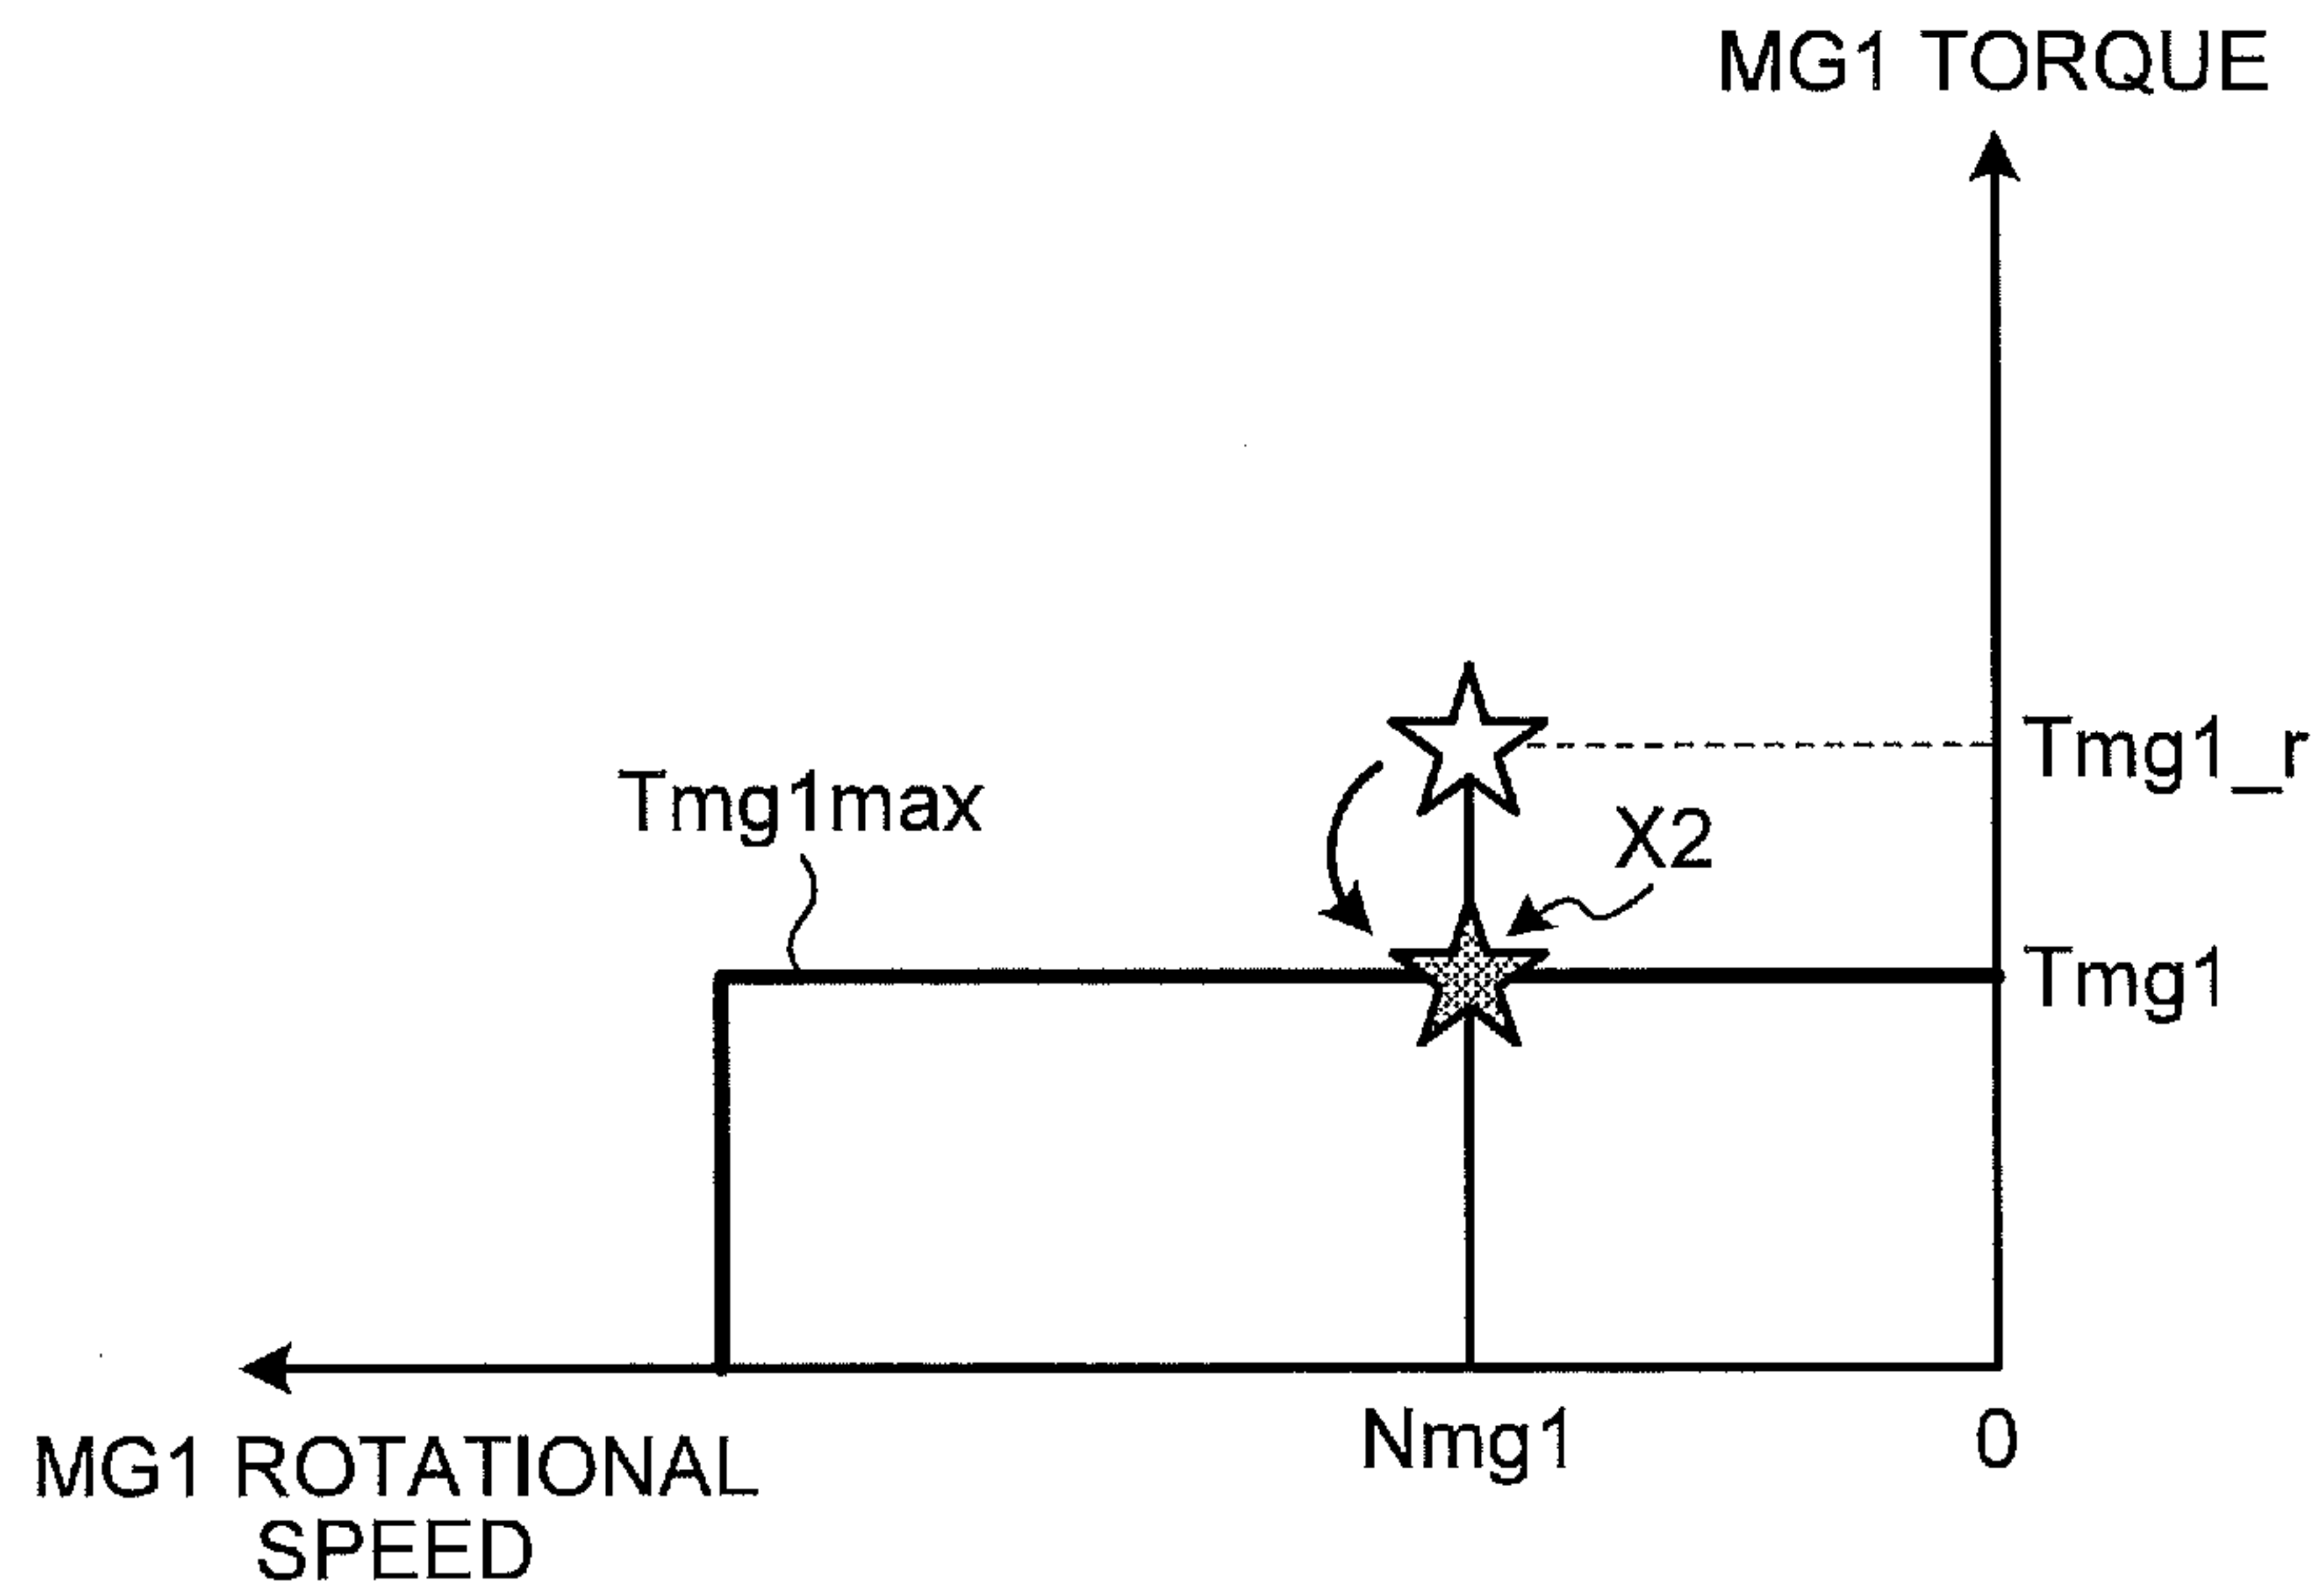 MG1 TORQUE
Tmg1_r
Tmg1max
X2
Tmg1
Nmg1
0
MG1 ROTATIONAL
SPEED